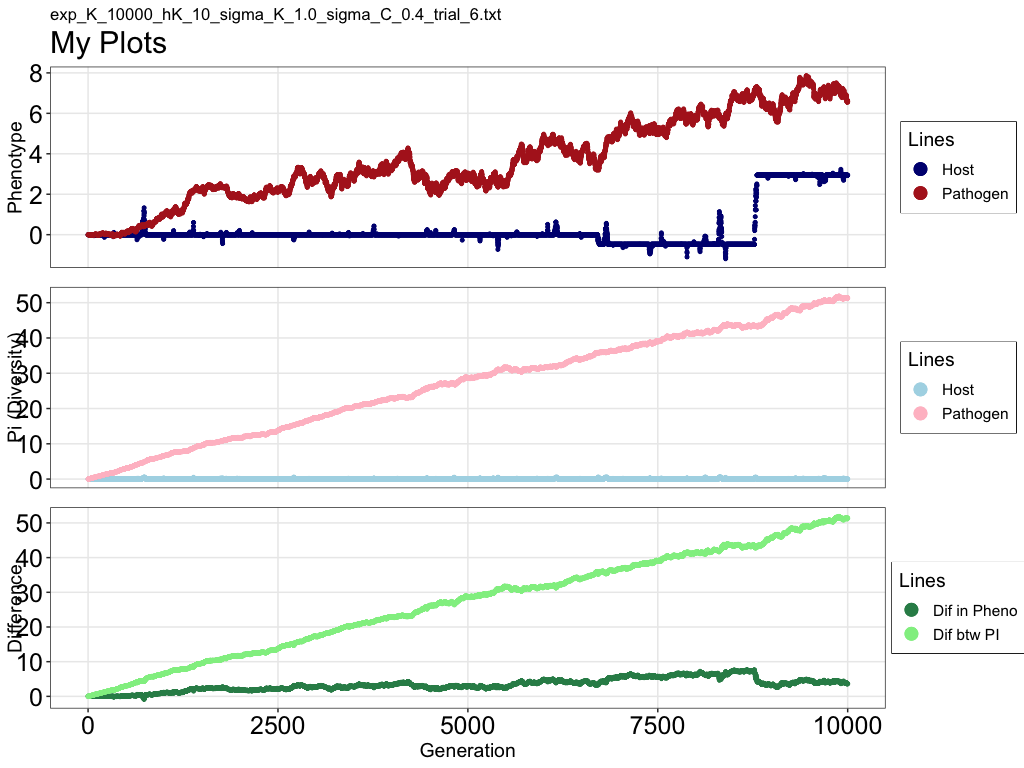 exp_K_10000_hK_10_sigma_K_1.0_sigma_C_0.4_trial_6.txt
My Plots
8
6
4
2
0
Phenotype
Lines
Host
Pathogen
50
40
30
20
10
0
Pi (Diversity)
Lines
Host
Pathogen
50
40
30
20
10
0
Difference
Lines
Dif in Pheno
Dif btw PI
0 2500 5000 7500 10000
Generation